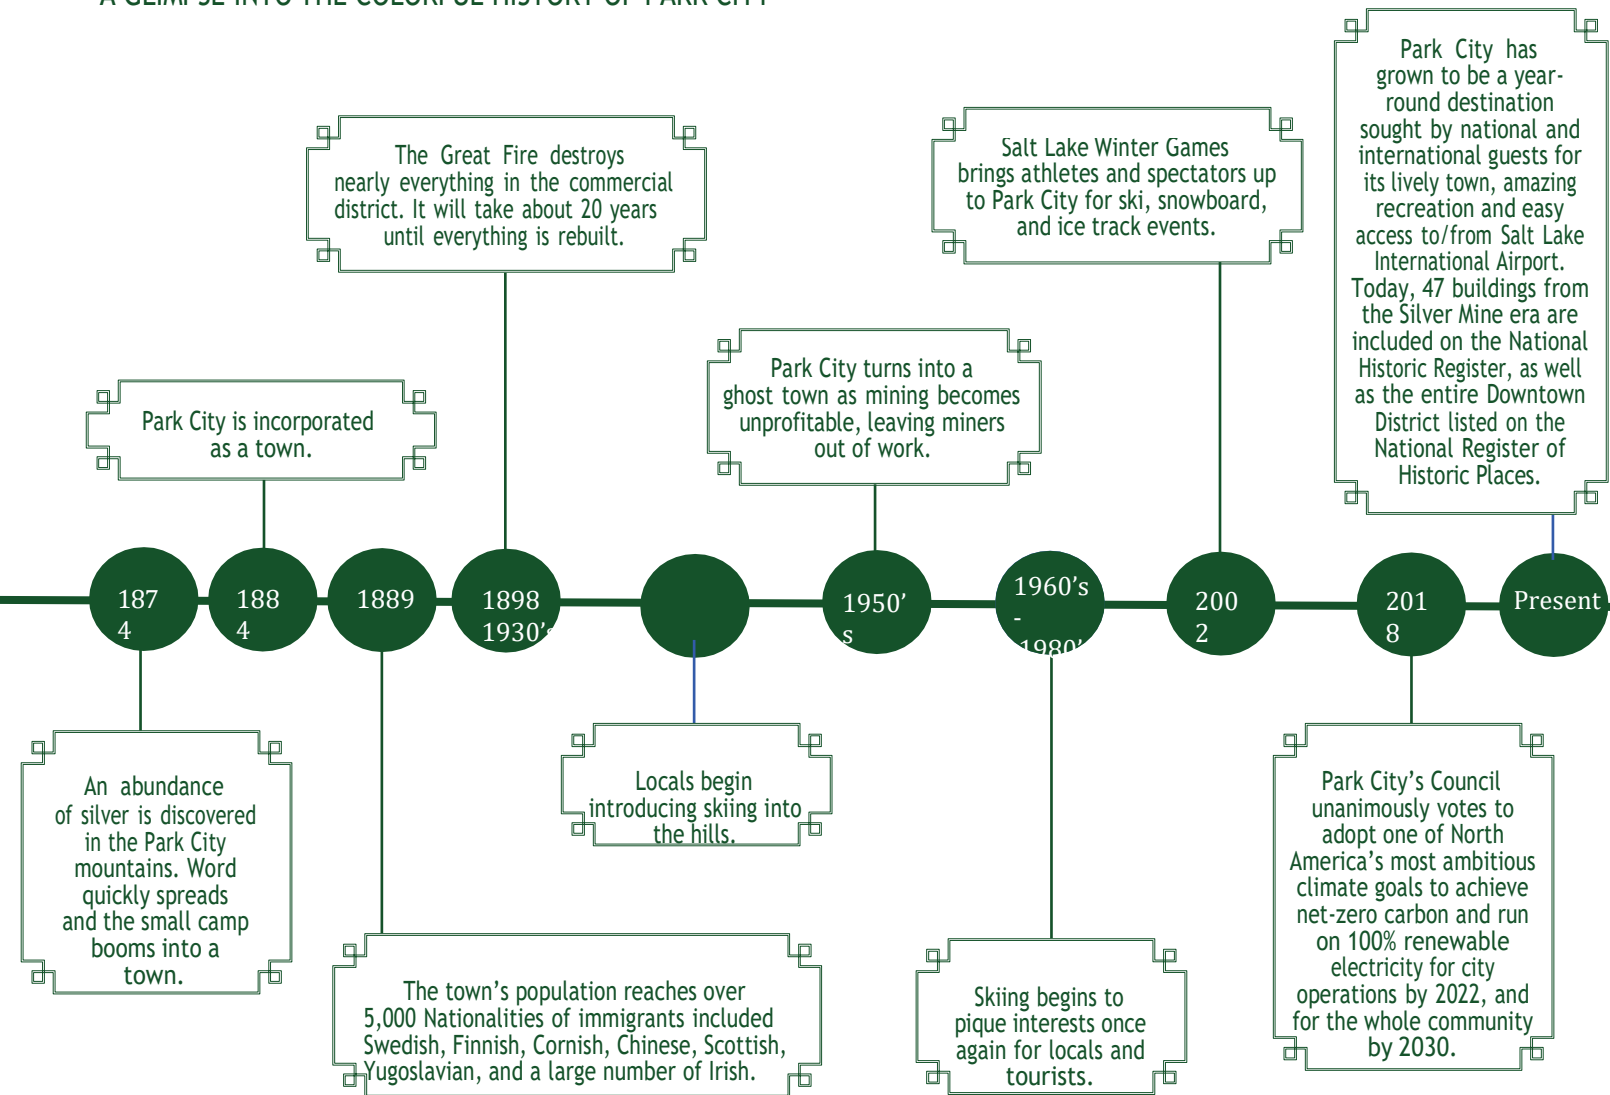 A GLIMPSE INTO THE COLORFUL HISTORY OF PARK CITY
Park City has
grown to be a year-
round destination
sought by national and
international guests for
its lively town, amazing
recreation and easy
access to/from Salt Lake
International Airport.
Today, 47 buildings from
the Silver Mine era are
included on the National
Historic Register, as well
as the entire Downtown
District listed on the
National Register of
Historic Places.
The Great Fire destroys
nearly everything in the commercial
district. It will take about 20 years
until everything is rebuilt.
Salt Lake Winter Games
brings athletes and spectators up
to Park City for ski, snowboard,
and ice track events.
Park City turns into a
ghost town as mining becomes
unprofitable, leaving miners
out of work.
Park City is incorporated
as a town.
187
4
188
4
1889
1898
1930's
1950'
s
1960's
-
1980'
200
2
201
8
Present
An abundance
of silver is discovered
in the Park City
mountains. Word
quickly spreads
and the small camp
booms into a
town.
The town's population reaches over
5,000 Nationalities of immigrants included
Swedish, Finnish, Cornish, Chinese, Scottish,
Yugoslavian, and a large number of Irish.
Locals begin
introducing skiing into
the hills.
Skiing begins to
pique interests once
again for locals and
tourists.
Park City's Council
unanimously votes to
adopt one of North
America's most ambitious
climate goals to achieve
net-zero carbon and run
on 100% renewable
electricity for city
operations by 2022, and
for the whole community
by 2030.